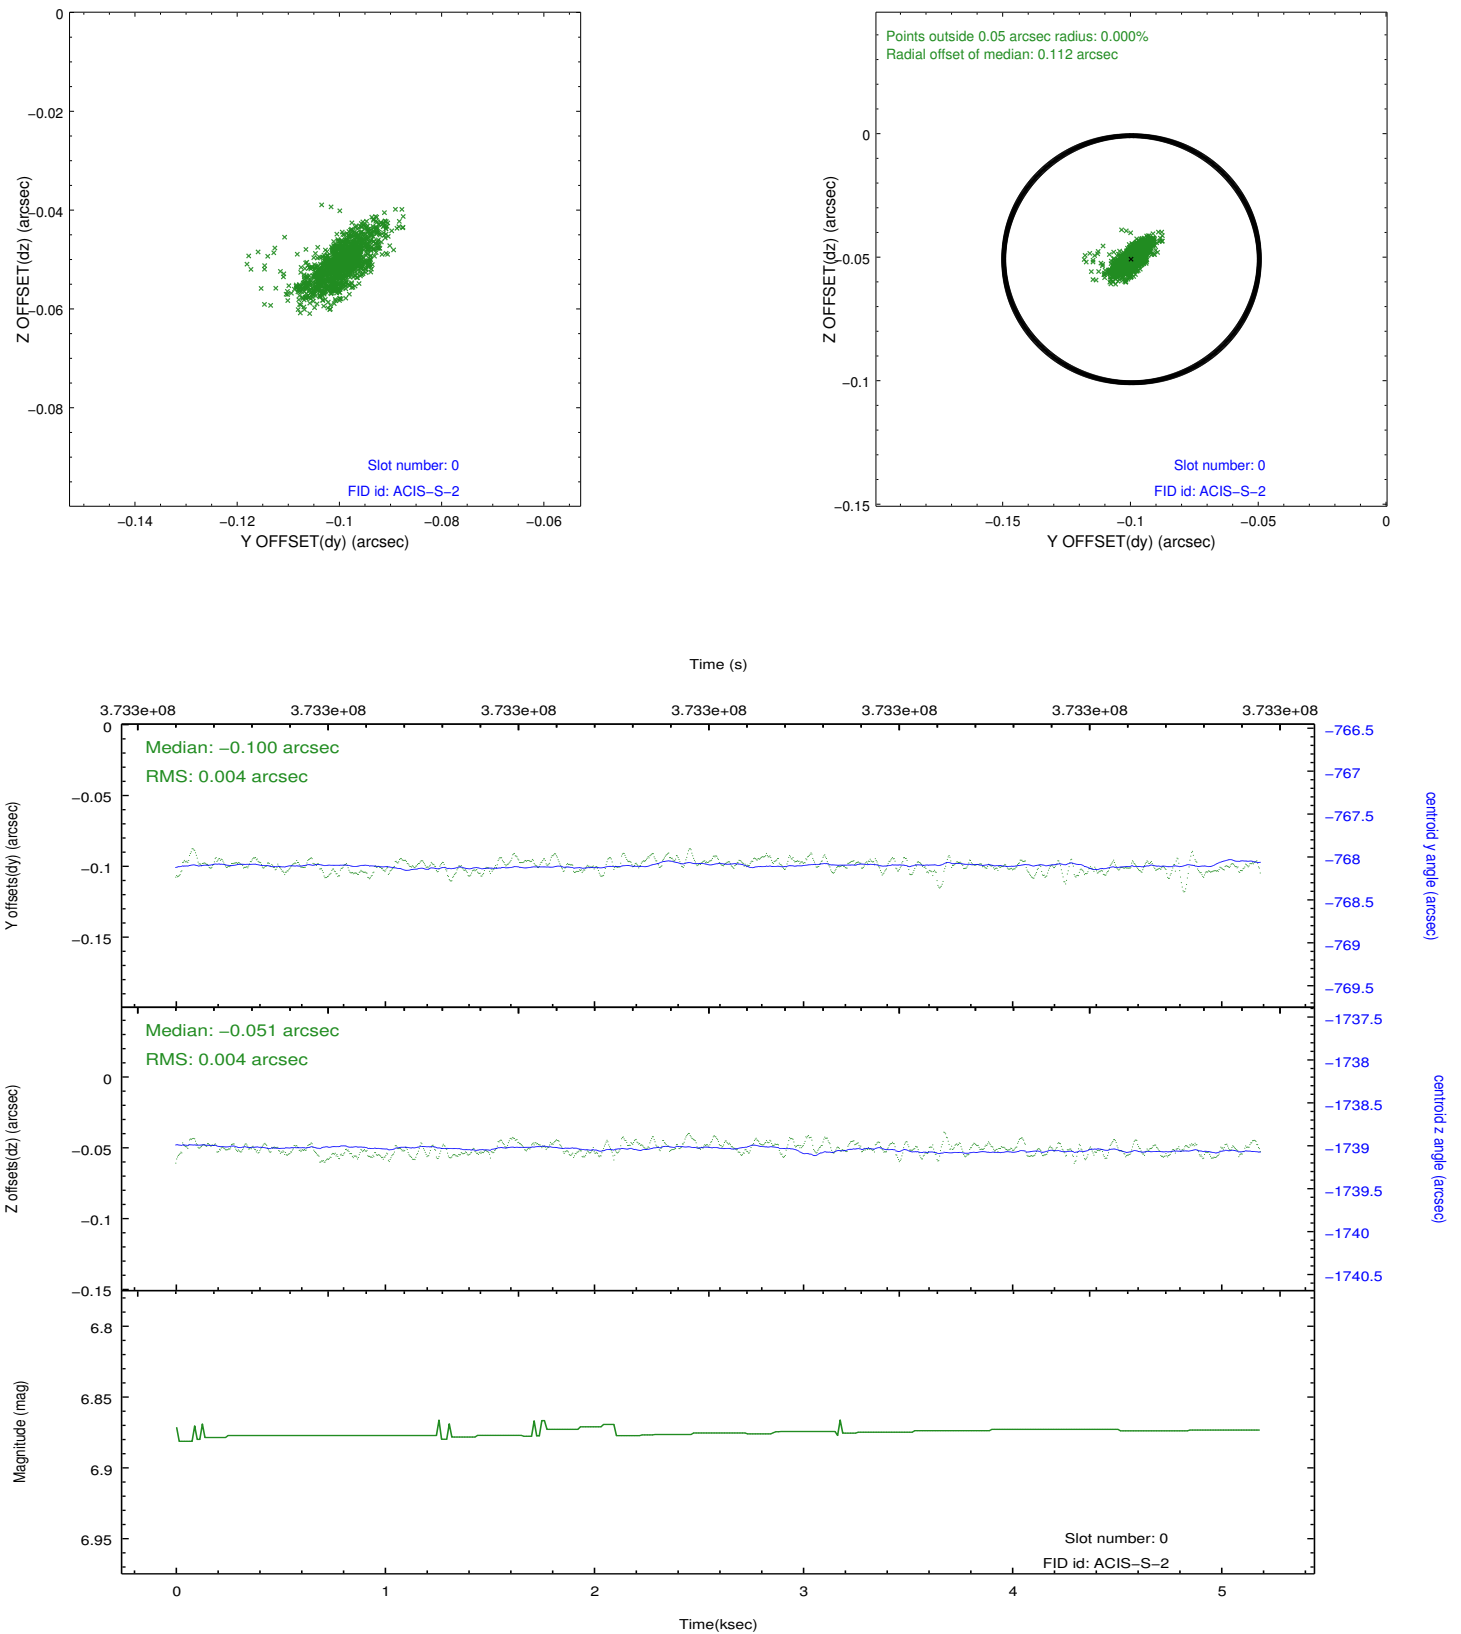 0
−0.02
−0.04
−0.06
−0.08
Z OFFSET(dz) (arcsec)
−0.14 −0.12 −0.1 −0.08 −0.06
Y OFFSET(dy) (arcsec)
Slot number: 0
FID id: ACIS−S−2
Points outside 0.05 arcsec radius: 0.000%
Radial offset of median: 0.112 arcsec
0
−0.05
−0.1
−0.15
Z OFFSET(dz) (arcsec)
−0.15 −0.1 −0.05 0
Y OFFSET(dy) (arcsec)
Slot number: 0
FID id: ACIS−S−2
Time (s)
3.733e+08 3.733e+08 3.733e+08 3.733e+08 3.733e+08 3.733e+08 3.733e+08
Median: −0.100 arcsec
RMS: 0.004 arcsec
0
−0.05
−0.1
−0.15
Y offsets(dy) (arcsec)
−766.5
−767
−767.5
−768
−768.5
−769
−769.5
centroid y angle (arcsec)
Median: −0.051 arcsec
RMS: 0.004 arcsec
0
−0.05
−0.1
−0.15
Z offsets(dz) (arcsec)
−1737.5
−1738
−1738.5
−1739
−1739.5
−1740
−1740.5
centroid z angle (arcsec)
6.8
6.85
6.9
6.95
Magnitude (mag)
Slot number: 0
FID id: ACIS−S−2
0 1 2 3 4 5
Time(ksec)